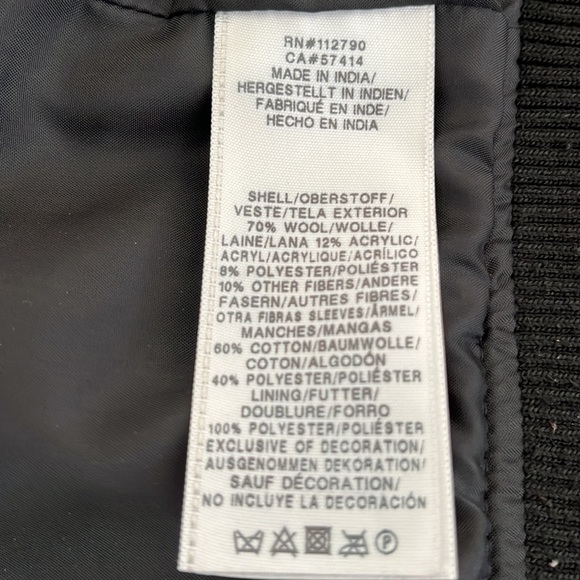 RN#112790
CA#57414
MADE IN INDIA/
HERGESTELLT IN INDIEN/
FABRIQUÉ EN INDE/
HECHO EN INDIA
SHELL/OBERSTOFF/
VESTE/TELA EXTERIOR
70% WOOL/WOLLE/
LAINE/LANA 12% ACRYLIC/
ACRYL/ACRYLIQUE/ACRÍLICO
8% POLYESTER/POLIÉSTER
10% OTHER FIBERS/ANDERE
FASERN/AUTRES FIBRES/
OTRA FIBRAS SLEEVES/ÄRMEL/
MANCHES/MANGAS
60% COTTON/BAUMWOLLE/
COTON/ALGODÓN
40% POLYESTER/POLIÉSTER
LINING/FUTTER/
DOUBLURE/FORRO
100% POLYESTER/POLIÉSTER
EXCLUSIVE OF DECORATION/
AUSGENOMMEN DEKORATION/
SAUF DÉCORATION/
NO INCLUYE LA DECORACIÓN
P